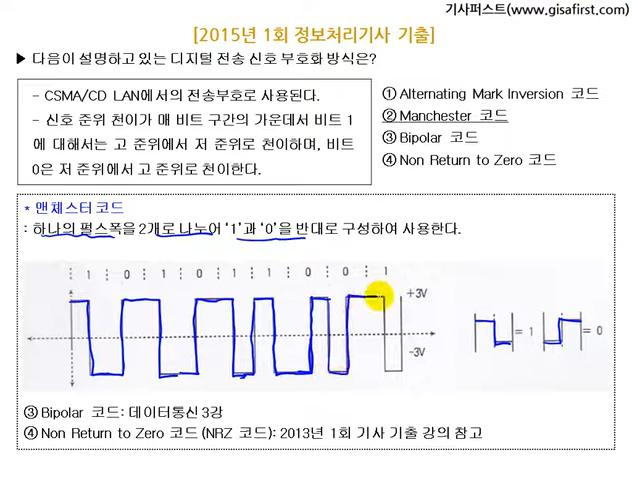 기사퍼스트(www.gisafirst.com)
[2015년 1회 정보처리기사 기출]
▶ 다음이 설명하고 있는 디지털 전송 신호 부호화 방식은?
- CSMA/CD LAN에서의 전송부호로 사용된다.
- 신호 준위 천이가 매 비트 구간의 가운데서 비트 1
에 대해서는 고 준위에서 저 준위로 천이하며, 비트
0은 저 준위에서 고 준위로 천이한다.
① Alternating Mark Inversion 코드
② Manchester 코드
③ Bipolar 코드
④ Non Return to Zero 코드
* 맨체스터 코드
: 하나의 펄스폭을 2개로 나누어 '1'과 '0'을 반대로 구성하여 사용한다.
1 0 1 0 1 1 0 0 1
+3V
-3V
= 1 = 0
③ Bipolar 코드: 데이터통신 3강
④ Non Return to Zero 코드(NRZ 코드): 2013년 1회 기사 기출 강의 참고